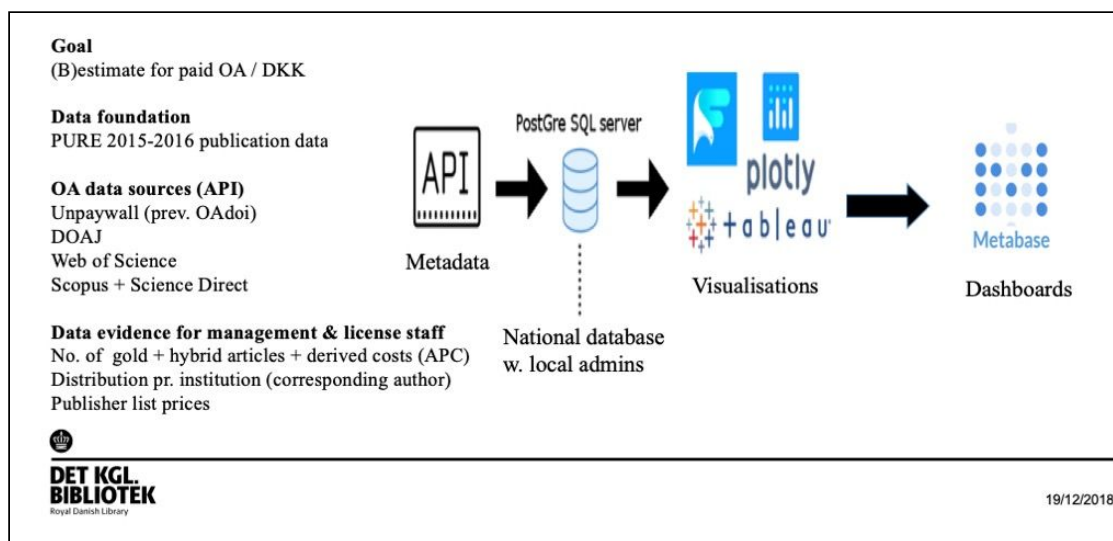 Goal
(B)estimate for paid OA / DKK
Data foundation
PURE 2015-2016 publication data
OA data sources (API)
Unpaywall (prev. OAdoi)
DOAJ
Web of Science
Scopus + Science Direct
Data evidence for management & license staff
No. of gold + hybrid articles + derived costs (APC)
Distribution pr. institution (corresponding author)
Publisher list prices
API
Metadata
PostGre SQL server
National database
w. local admins
plotly
+ableau
Visualisations
Metabase
Dashboards
DET KGL.
BIBLIOTEK
Royal Danish Library
19/12/2018